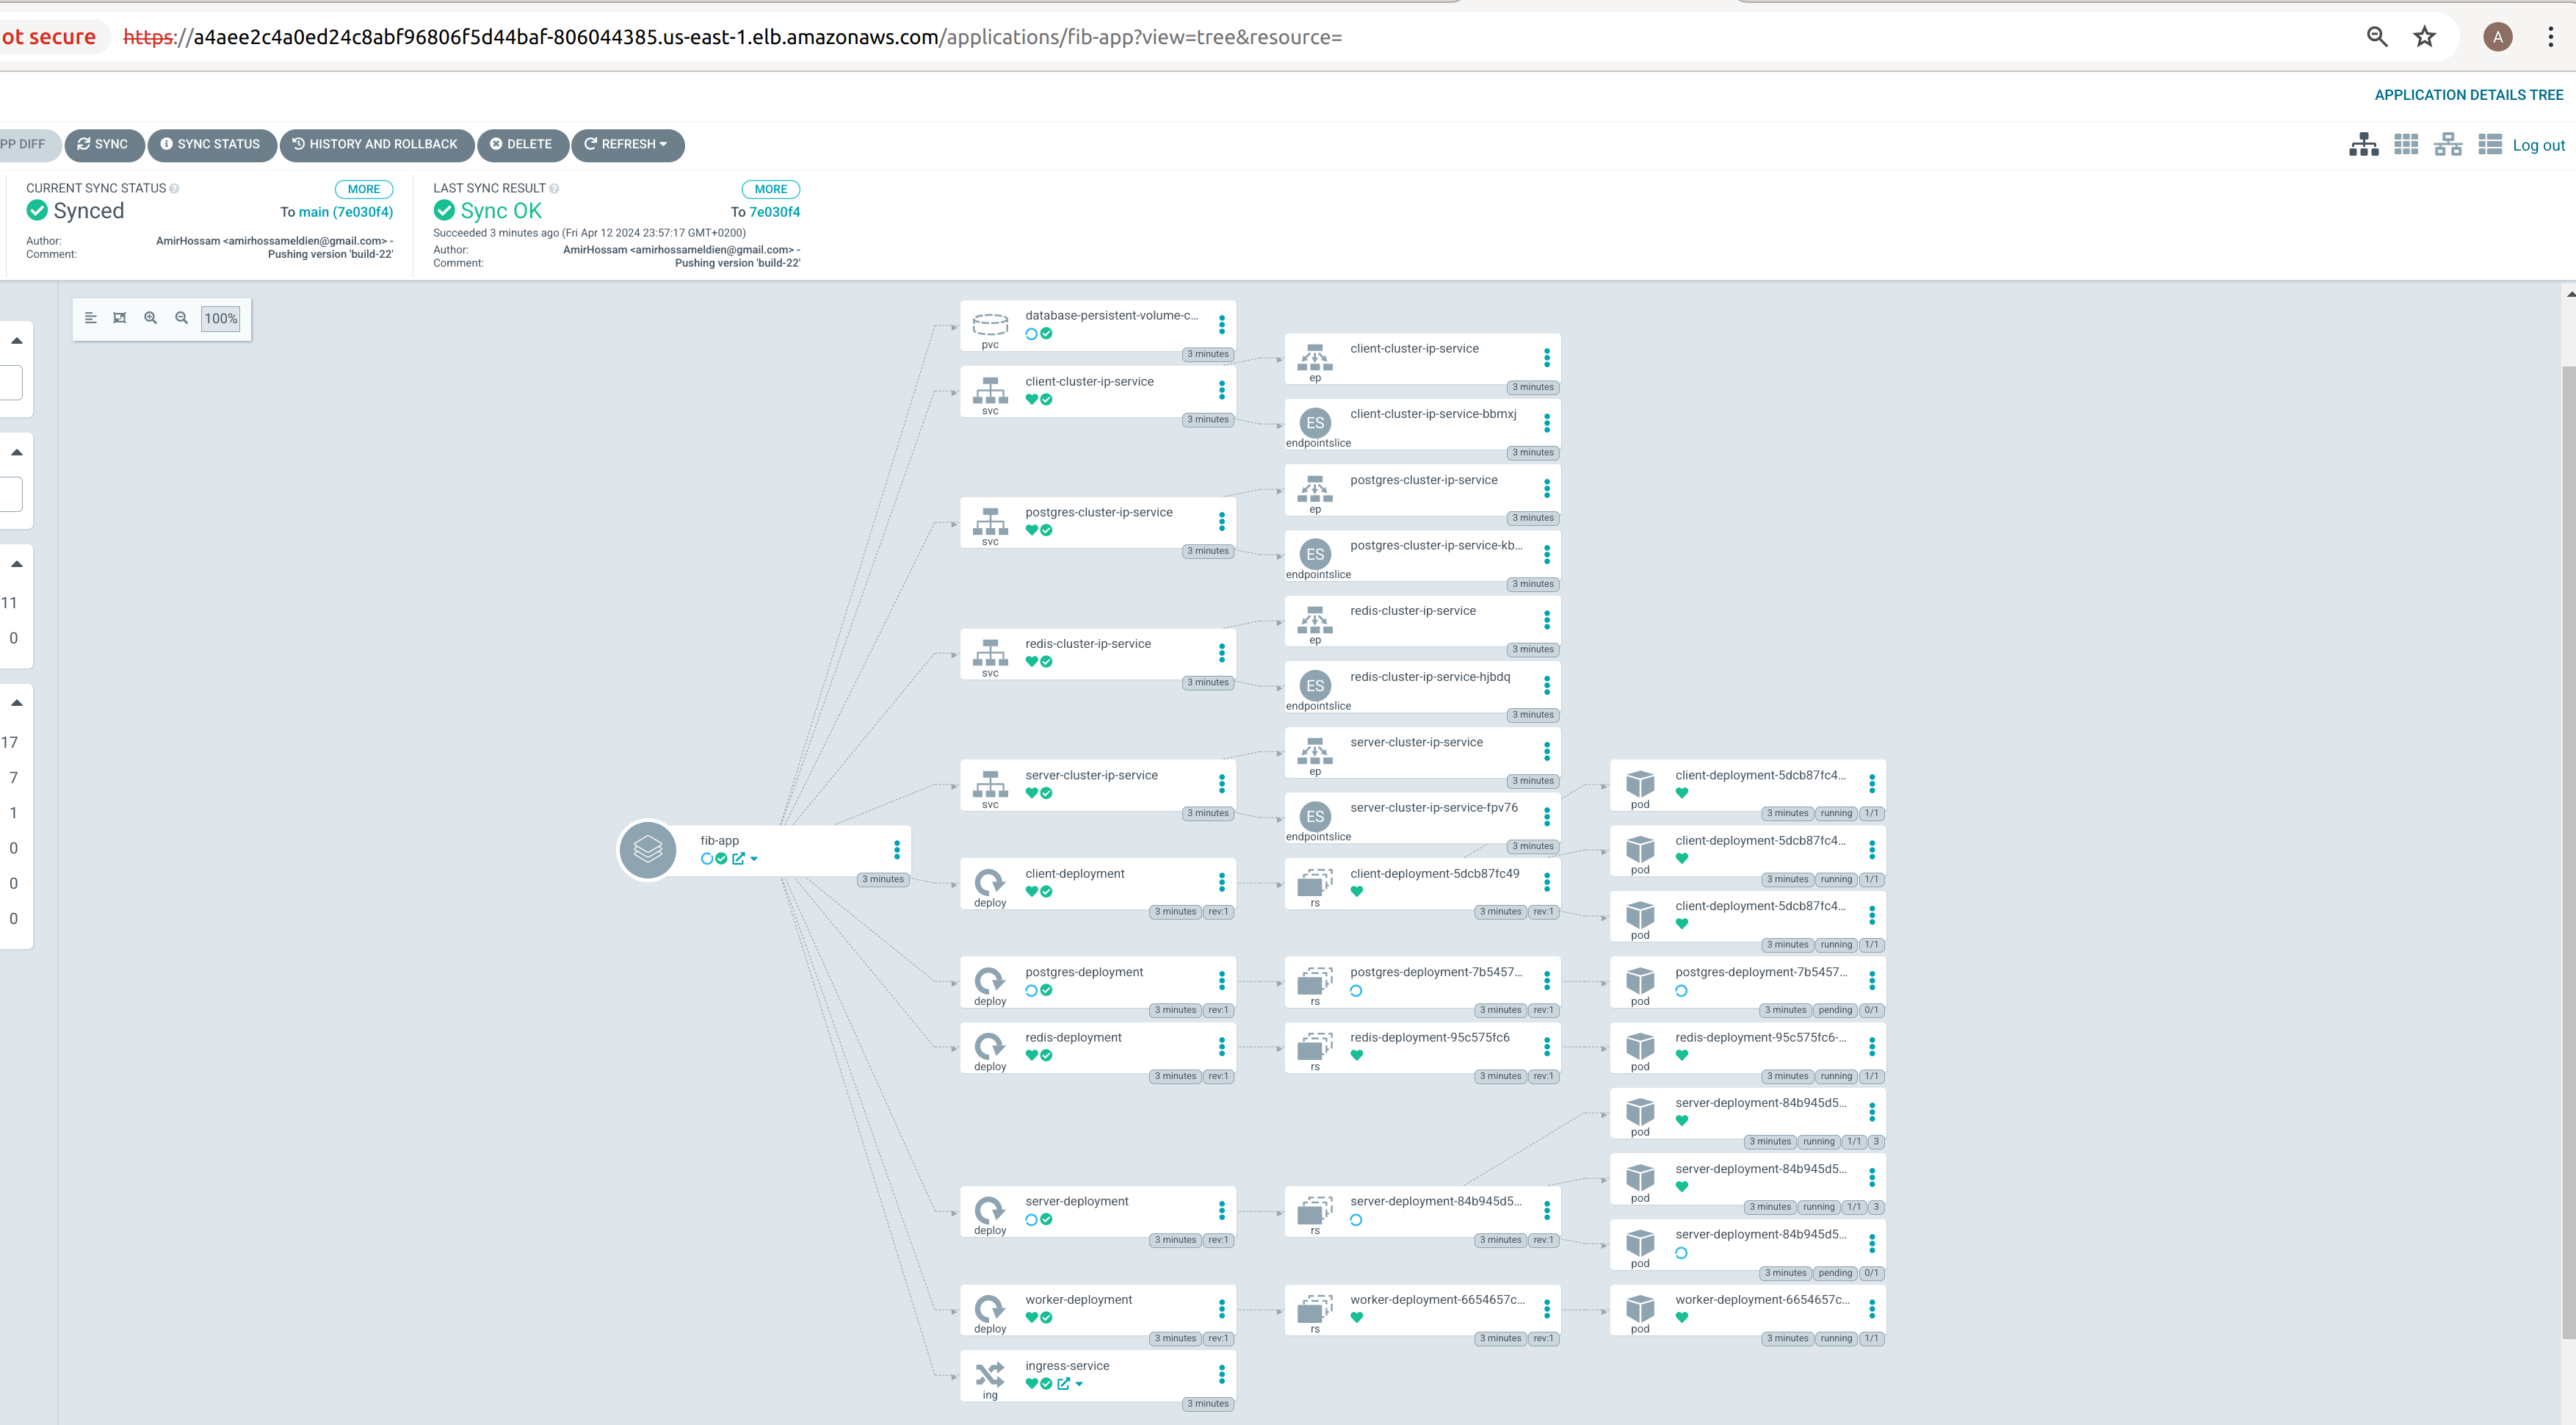 ot secure https://a4aee2c4a0ed24c8abf96806f5d44baf-806044385.us-east-1.elb.amazonaws.com/applications/fib-app?view=tree&resource= A
APPLICATION DETAILS TREE
PP DIFF SYNC SYNC STATUS HISTORY AND ROLLBACK DELETE REFRESH Log out
CURRENT SYNC STATUS MORE
Synced To main (7e030f4)
Author: AmirHossam <amirhossameldien@gmail.com> -
Comment: Pushing version 'build-22'
LAST SYNC RESULT MORE
Sync OK To 7e030f4
Succeeded 3 minutes ago (Fri Apr 12 2024 23:57:17 GMT+0200)
Author: AmirHossam <amirhossameldien@gmail.com> -
Comment: Pushing version 'build-22'
100%
11
0
17
7
1
0
0
0
fib-app
3 minutes
database-persistent-volume-c...
pvc
3 minutes
client-cluster-ip-service
svc
3 minutes
postgres-cluster-ip-service
svc
3 minutes
redis-cluster-ip-service
svc
3 minutes
server-cluster-ip-service
svc
3 minutes
client-deployment
deploy
3 minutes rev:1
postgres-deployment
deploy
3 minutes rev:1
redis-deployment
deploy
3 minutes rev:1
server-deployment
deploy
3 minutes rev:1
worker-deployment
deploy
3 minutes rev:1
ingress-service
ing
3 minutes
client-cluster-ip-service
ep
3 minutes
client-cluster-ip-service-bbmxj
ES
endpointslice
3 minutes
postgres-cluster-ip-service
ep
3 minutes
postgres-cluster-ip-service-kb...
ES
endpointslice
3 minutes
redis-cluster-ip-service
ep
3 minutes
redis-cluster-ip-service-hjbdq
ES
endpointslice
3 minutes
server-cluster-ip-service
ep
3 minutes
server-cluster-ip-service-fpv76
ES
endpointslice
3 minutes
client-deployment-5dcb87fc49
rs
3 minutes rev:1
postgres-deployment-7b5457...
rs
3 minutes rev:1
redis-deployment-95c575fc6
rs
3 minutes rev:1
server-deployment-84b945d5...
rs
3 minutes rev:1
worker-deployment-6654657c...
rs
3 minutes rev:1
client-deployment-5dcb87fc4...
pod
3 minutes running 1/1
client-deployment-5dcb87fc4...
pod
3 minutes running 1/1
client-deployment-5dcb87fc4...
pod
3 minutes running 1/1
postgres-deployment-7b5457...
pod
3 minutes pending 0/1
redis-deployment-95c575fc6-...
pod
3 minutes running 1/1
server-deployment-84b945d5...
pod
3 minutes running 1/1 3
server-deployment-84b945d5...
pod
3 minutes running 1/1 3
server-deployment-84b945d5...
pod
3 minutes pending 0/1
worker-deployment-6654657c...
pod
3 minutes running 1/1